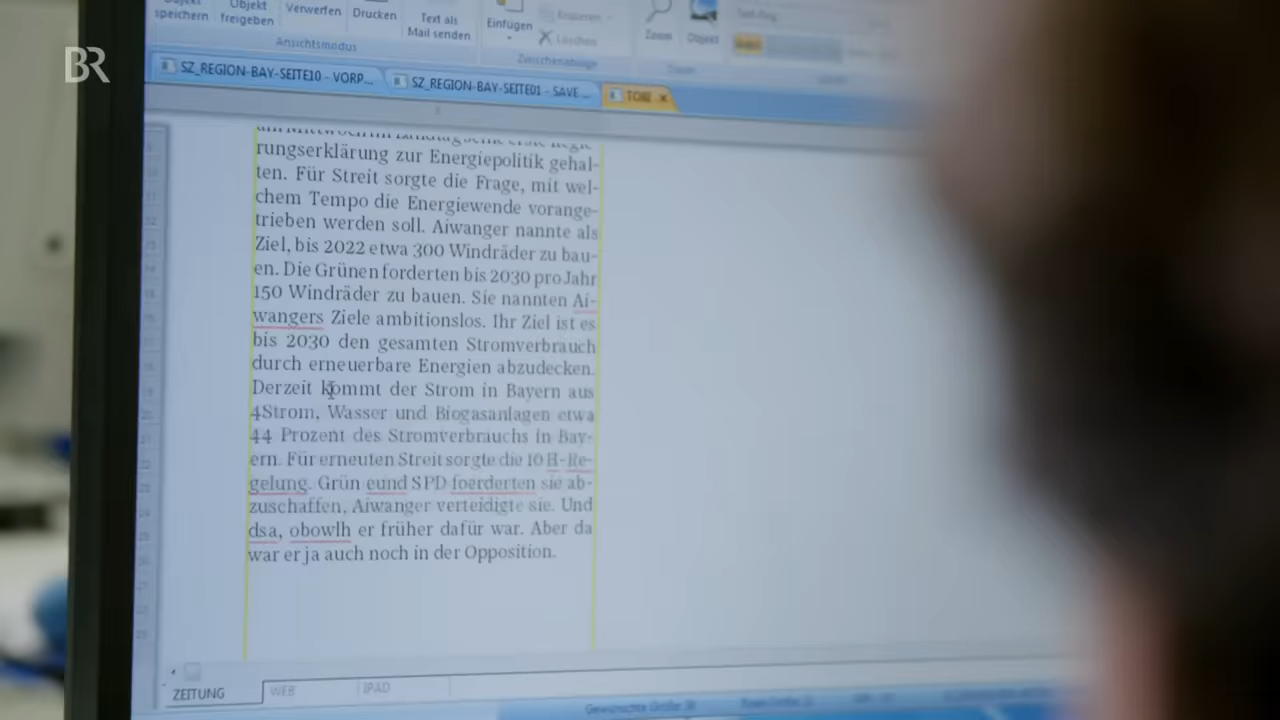 BR
Objekt
speichern
Objekt
freigeben
Verwerfen
Drucken
Text als
Mail senden
Einfügen
Kopieren
Löschen
Zoom
Objekt
Ansichtsmodus
Zwischenablage
SZ_REGION-BAY-SEITE10 - VORP...
SZ_REGION-BAY-SEITE01 - SAVE ...
rungserklärung zur Energiepolitik gehal-
ten. Für Streit sorgte die Frage, mit wel-
chem Tempo die Energiewende vorange-
trieben werden soll. Aiwanger nannte als
Ziel, bis 2022 etwa 300 Windräder zu bau-
en. Die Grünen forderten bis 2030 pro Jahr
150 Windräder zu bauen. Sie nannten Ai-
wangers Ziele ambitionslos. Ihr Ziel ist es
bis 2030 den gesamten Stromverbrauch
durch erneuerbare Energien abzudecken.
Derzeit kommt der Strom in Bayern aus
4Strom, Wasser und Biogasanlagen etwa
44 Prozent des Stromverbrauchs in Bay-
ern. Für erneuten Streit sorgte die 10 H-Re-
gelung. Grün eund SPD foerderten sie ab-
zuschaffen, Aiwanger verteidigte sie. Und
dsa, obowlh er früher dafür war. Aber da
war er ja auch noch in der Opposition.
ZEITUNG
WEB
IPAD